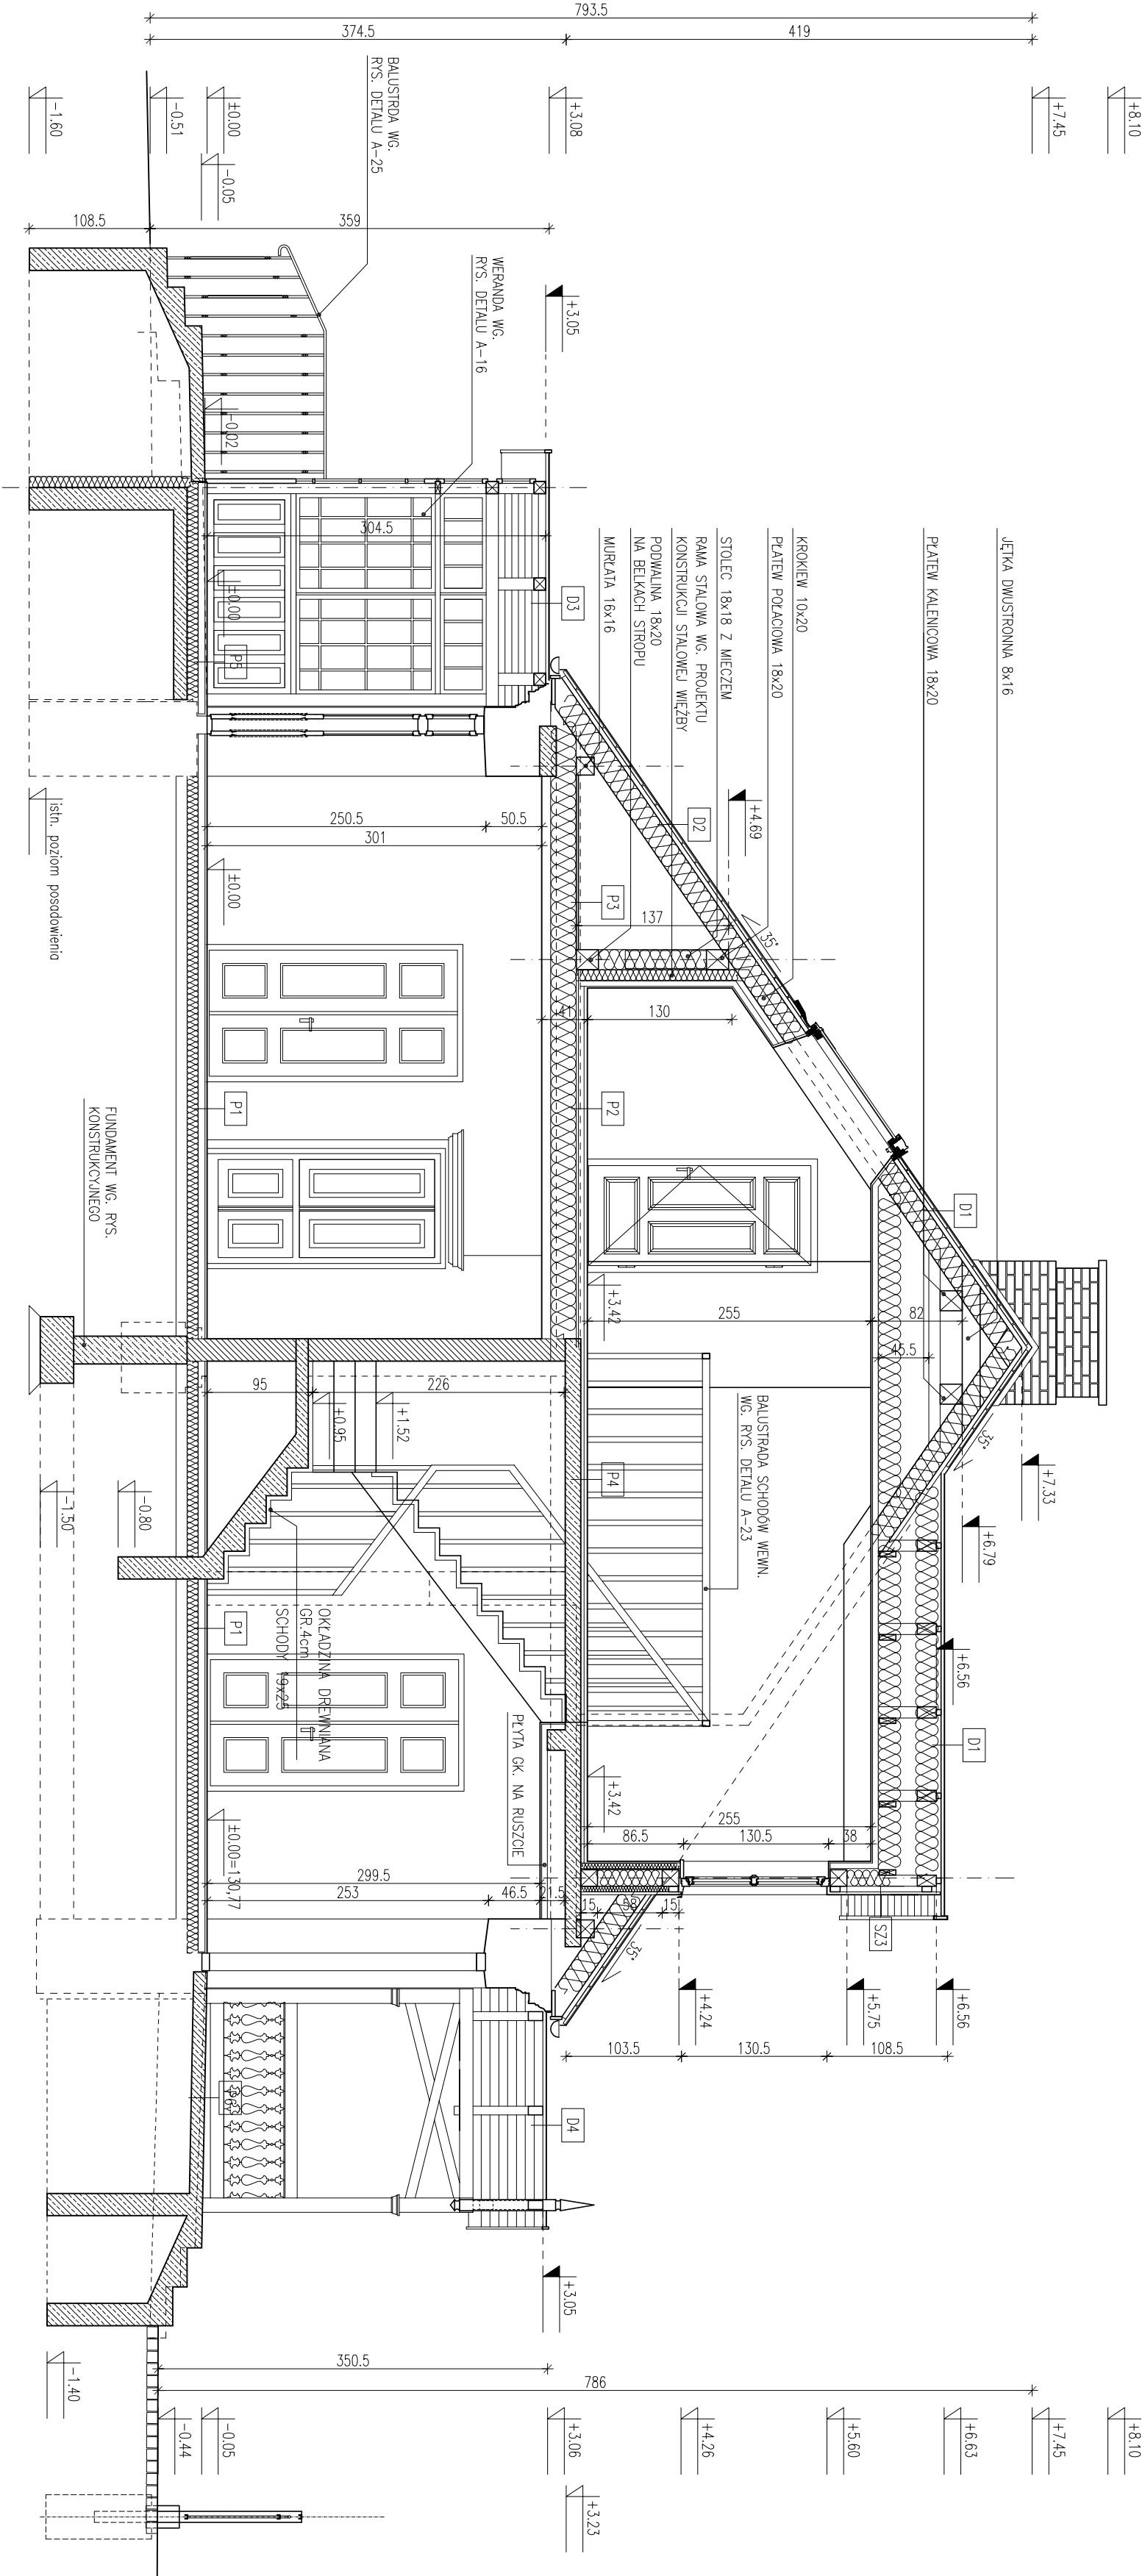 793.5
374.5
419
-1.60
-0.51
±0.00
-0.05
+3.08
+7.45
+8.10
BALUSTRDA WG.
RYS. DETALU A-25
108.5
359
WERANDA WG.
RYS. DETALU A-16
+3.05
-0.02
304.5
±0.00
P5
D3
MURŁATA 16x16
PODWALINA 18x20
NA BELKACH STROPU
RAMA STALOWA WG. PROJEKTU
KONSTRUKCJI STALOWEJ WIĘŹBY
STOLEC 18x18 Z MIECZEM
PŁATEW POŁACIOWA 18x20
KROKIEW 10x20
PŁATEW KALENICOWA 18x20
JĘTKA DWUSTRONNA 8x16
istn. poziom posadowienia
250.5
50.5
301
±0.00
D2
+4.69
P3
137
35°
41
130
P1
P2
FUNDAMENT WG. RYS.
KONSTRUKCYJNEGO
D1
+3.42
255
82
45.5
95
226
+0.95
+1.52
P4
BALUSTRADA SCHODÓW WEWN.
WG. RYS. DETALU A-23
35°
+7.33
+6.79
-1.50
-0.80
P1
OKŁADZINA DREWNIANA
GR.4cm
SCHODY 19x25
PŁYTA GK. NA RUSZCIE
+6.56
D1
+3.42
±0.00=130,77
255
86.5
130.5
38
299.5
253
46.5
21.5
15
58
15
35°
SZ3
+4.24
+5.75
+6.56
103.5
130.5
108.5
P6
D4
+3.05
350.5
786
-1.40
-0.44
-0.05
+3.06
+4.26
+5.60
+6.63
+7.45
+8.10
+3.23